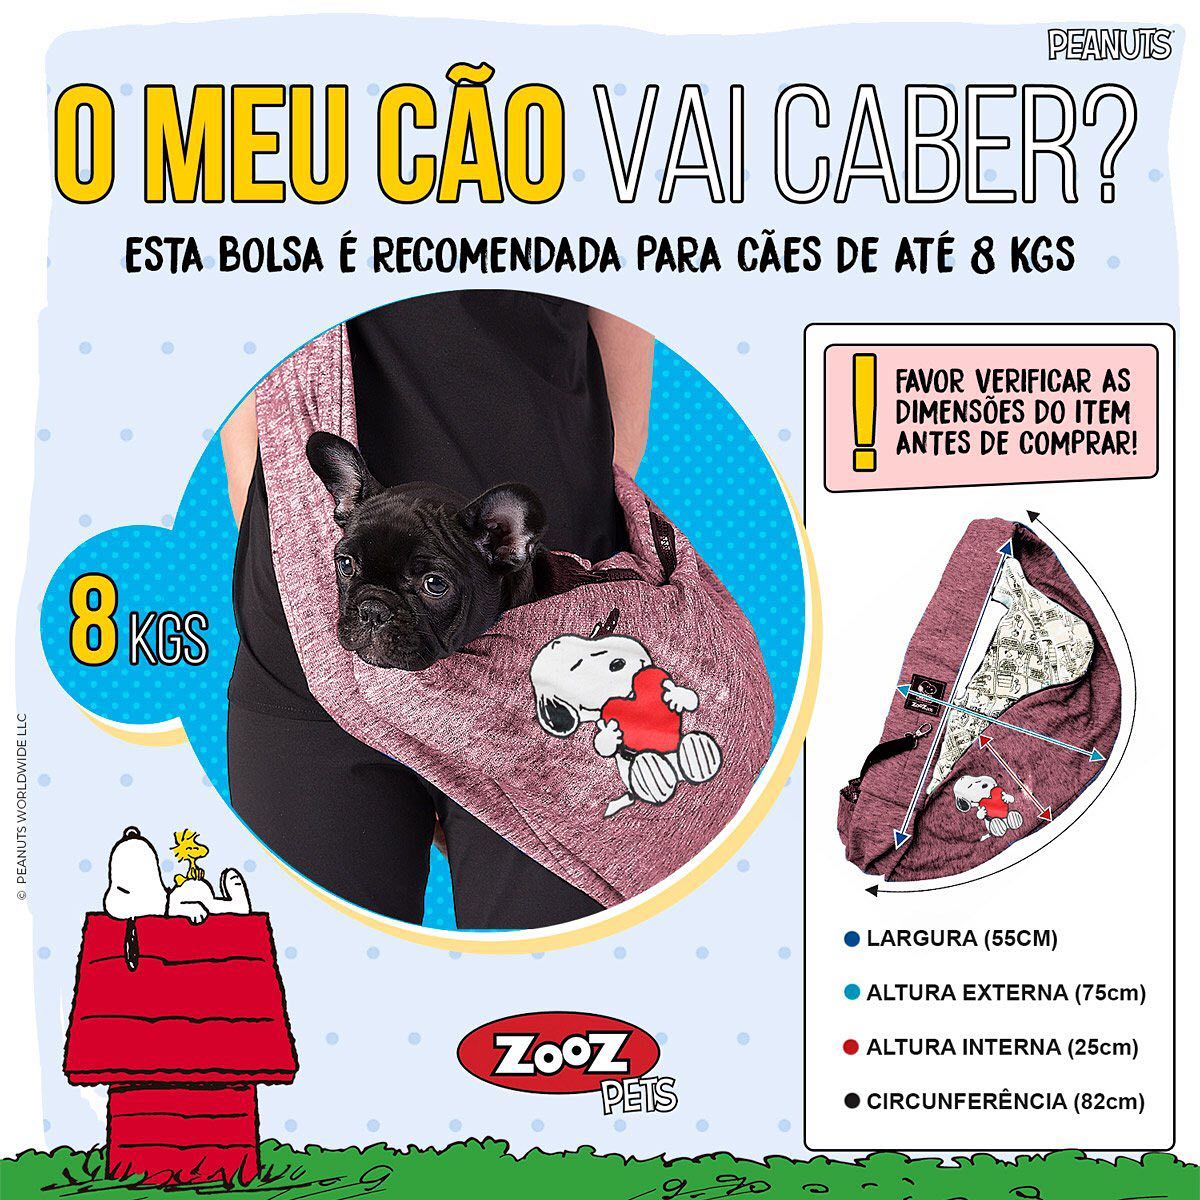 PEANUTS
O MEU CÃO VAI CABER?
ESTA BOLSA É RECOMENDADA PARA CÃES DE ATÉ 8 KGS
8 KGS
! FAVOR VERIFICAR AS
DIMENSÕES DO ITEM
ANTES DE COMPRAR!
ZOOZ
LARGURA (55CM)
ALTURA EXTERNA (75cm)
ALTURA INTERNA (25cm)
CIRCUNFERÊNCIA (82cm)
ZOOZ
PETS
© PEANUTS WORLDWIDE LLC